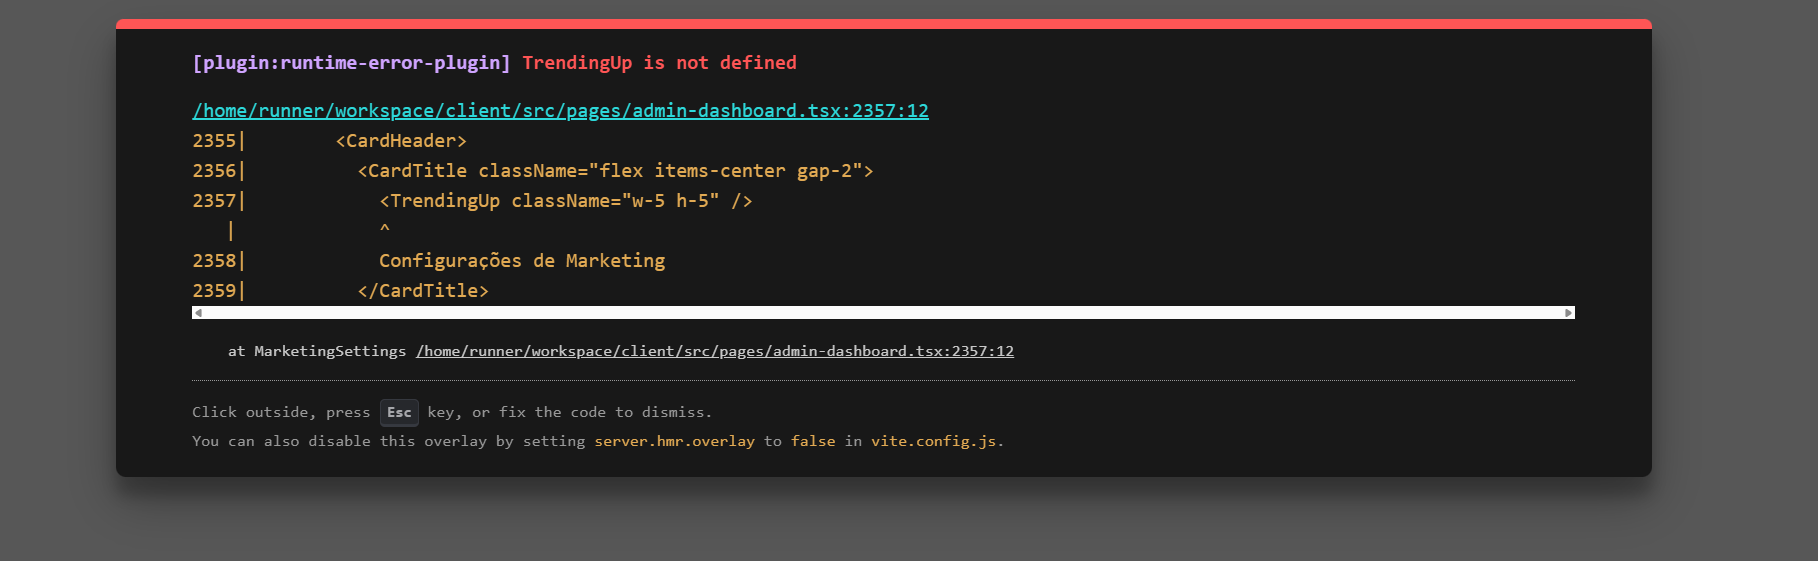 [plugin:runtime-error-plugin] TrendingUp is not defined
/home/runner/workspace/client/src/pages/admin-dashboard.tsx:2357:12
2355|        <CardHeader>
2356|          <CardTitle className="flex items-center gap-2">
2357|            <TrendingUp className="w-5 h-5" />
   |             ^
2358|            Configurações de Marketing
2359|          </CardTitle>
at MarketingSettings /home/runner/workspace/client/src/pages/admin-dashboard.tsx:2357:12
Click outside, press Esc key, or fix the code to dismiss.
You can also disable this overlay by setting server.hmr.overlay to false in vite.config.js.